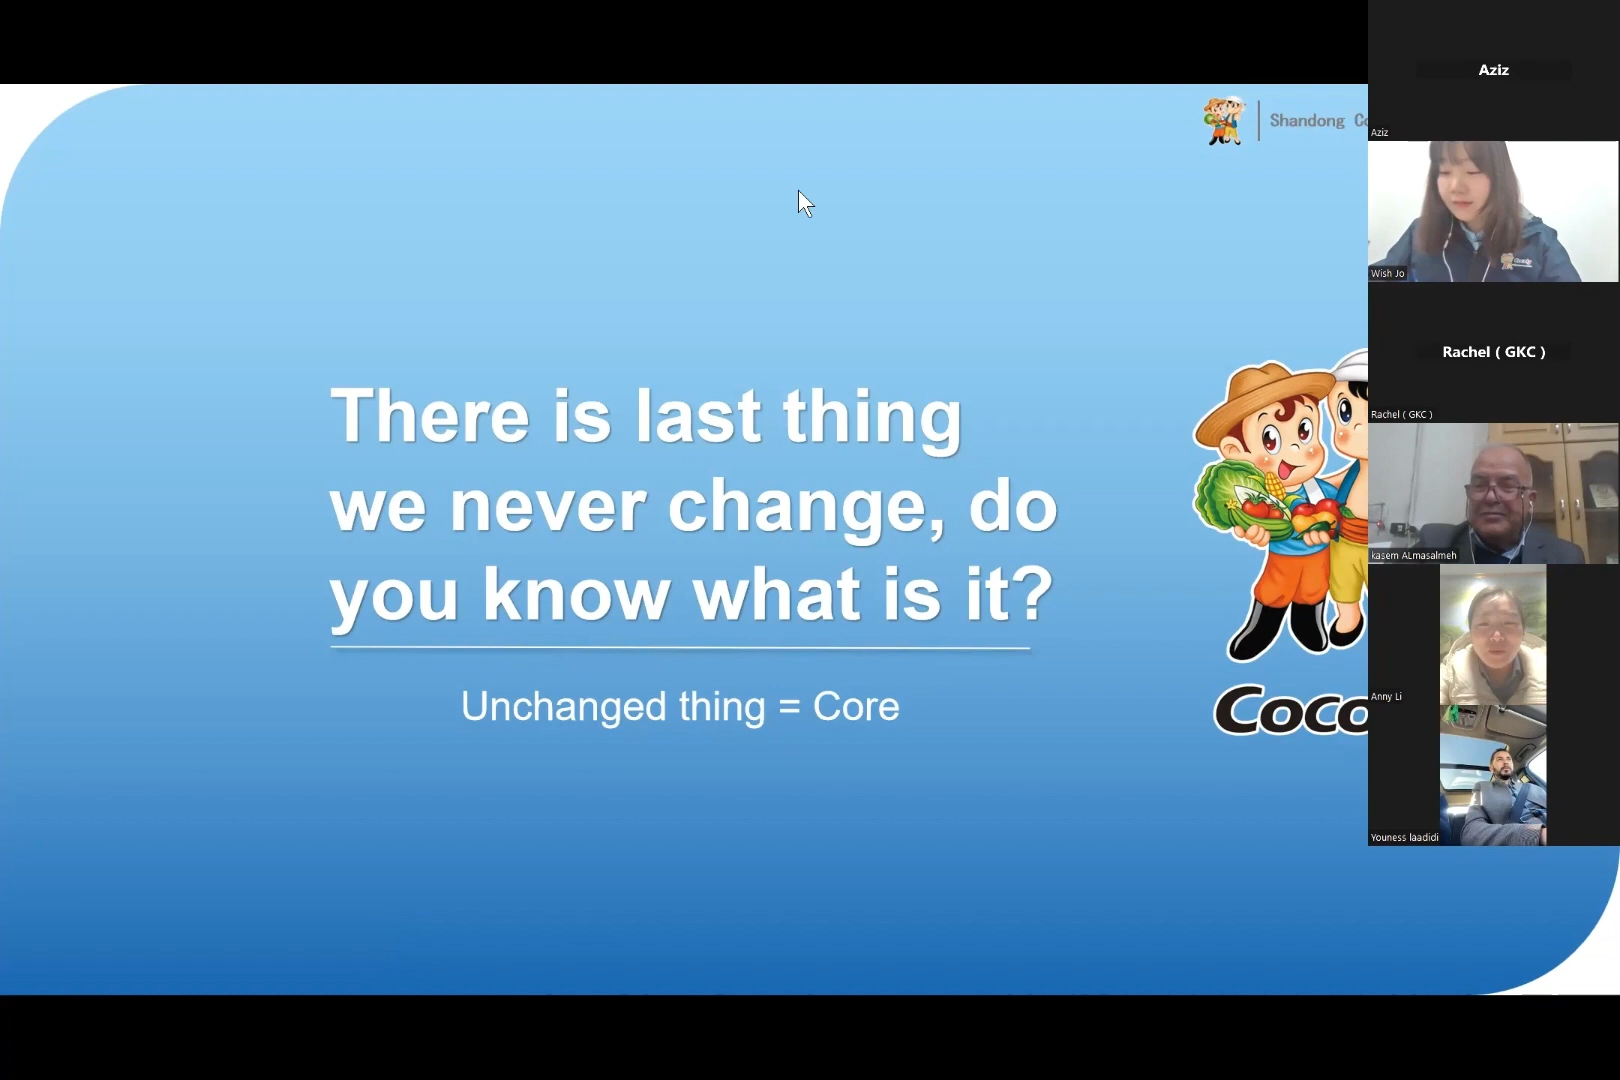 Shandong
There is last thing
we never change, do
you know what is it?
Unchanged thing = Core
Coco
Aziz
Aziz
Wish Jo
Rachel ( GKC )
Rachel ( GKC )
kasem ALmasalmeh
Anny Li
Youness laadidi